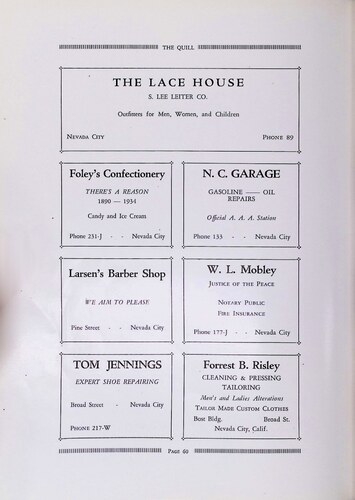 THE QUILL
THE LACE HOUSE
S. LEE LEITER CO.
Outfitters for Men, Women, and Children
NEVADA CITY PHONE 89
Foley's Confectionery
THERE'S A REASON
1890 — 1934
Candy and Ice Cream
Phone 231-J - - Nevada City
N. C. GARAGE
GASOLINE —— OIL
REPAIRS
Official A. A. A. Station
Phone 133 - - Nevada City
Larsen's Barber Shop
WE AIM TO PLEASE
Pine Street - - Nevada City
W. L. Mobley
JUSTICE OF THE PEACE
NOTARY PUBLIC
FIRE INSURANCE
PHONE 177-J - - Nevada City
TOM JENNINGS
EXPERT SHOE REPAIRING
Broad Street - Nevada City
PHONE 217-W
Forrest B. Risley
CLEANING & PRESSING
TAILORING
Men's and Ladies Alterations
TAILOR MADE CUSTOM CLOTHES
Bost Bldg. Broad St.
Nevada City, Calif.
PAGE 60